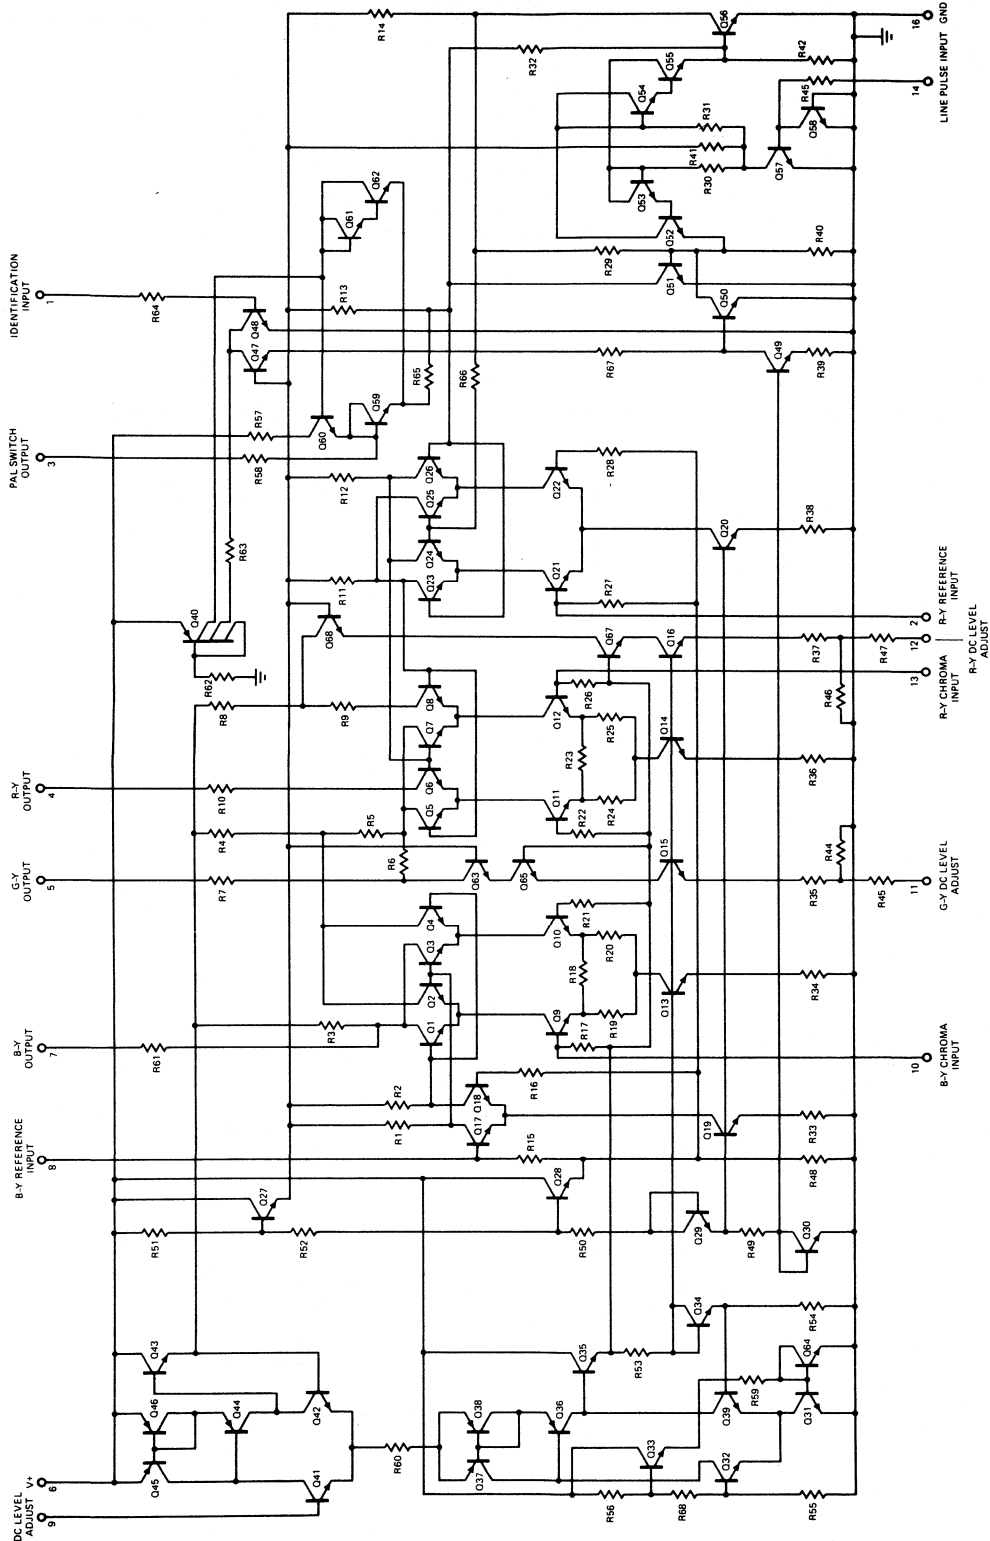 DC LEVEL
ADJUST
9
V+
6
B-Y REFERENCE
INPUT
8
B-Y
OUTPUT
7
G-Y
OUTPUT
5
R-Y
OUTPUT
4
PAL SWITCH
OUTPUT
3
IDENTIFICATION
INPUT
1
R51
R61
R7
R10
R8
R62
Q40
R58
R57
R63
R64
Q45
Q46
Q43
Q44
Q41
Q42
Q27
R52
R3
R4
R5
R6
R9
Q68
R11
R12
Q60
Q59
Q47
Q48
R13
Q61
Q62
R14
R60
R1
R2
Q1
Q2
Q3
Q4
Q5
Q6
Q7
Q8
Q23
Q24
Q25
Q26
R65
R66
R32
Q37
Q38
Q36
Q17
Q18
Q63
Q65
R15
R16
Q28
Q35
R50
R17
Q9
R18
R19
R20
Q10
R21
R22
Q11
R23
R24
R25
Q12
R26
Q67
Q21
R27
Q22
R28
R67
R29
Q51
Q52
Q53
Q54
Q55
R56
Q33
R68
R53
Q34
Q29
Q13
Q15
Q14
Q16
Q20
Q19
Q50
Q49
R30
R41
R31
Q57
Q58
R45
Q56
R42
Q32
Q39
R59
R49
R55
Q31
Q64
R54
Q30
R48
R33
R34
R35
R44
R45
R36
R46
R37
R47
R38
R39
R40
10
B-Y CHROMA
INPUT
11
G-Y DC LEVEL
ADJUST
13
R-Y CHROMA
INPUT
12
R-Y DC LEVEL
ADJUST
2
R-Y REFERENCE
INPUT
14
LINE PULSE INPUT
16
GND